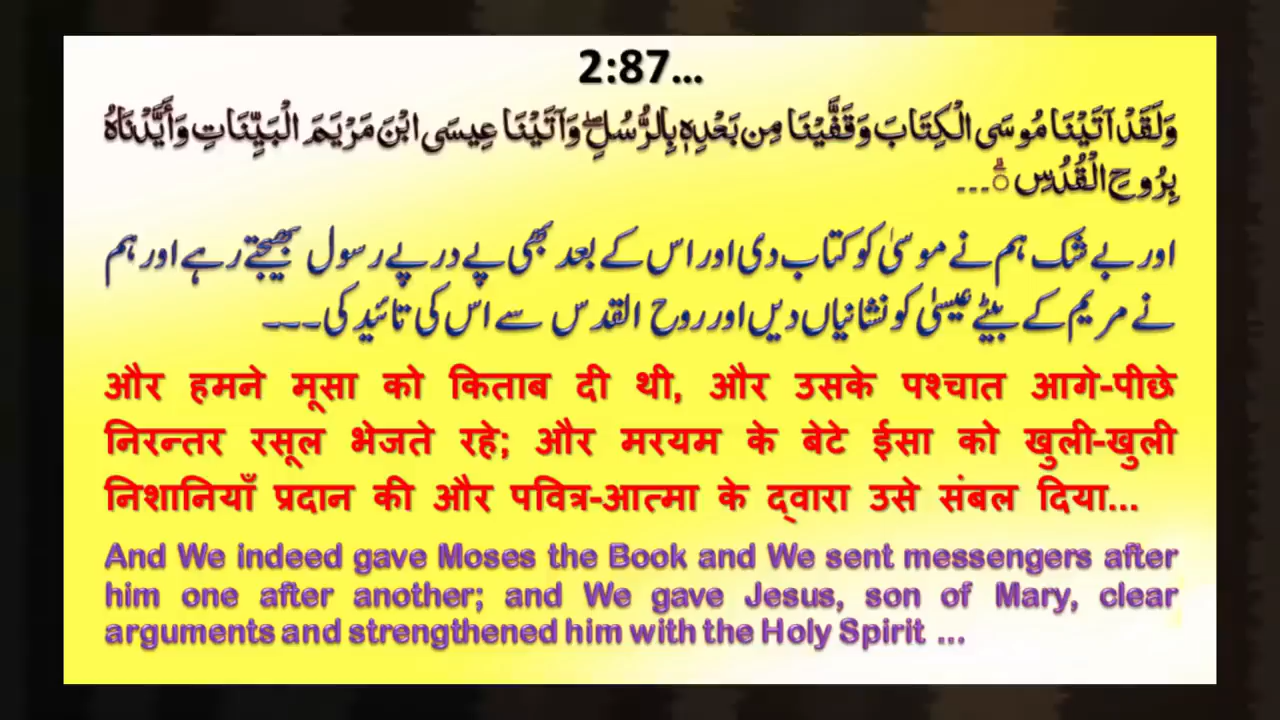 2:87...
وَلَقَدْ آتَيْنَا مُوسَى الْكِتَابَ وَقَفَّيْنَا مِن بَعْدِهِ بِالرُّسُلِ ۖ وَآتَيْنَا عِيسَى ابْنَ مَرْيَمَ الْبَيِّنَاتِ وَأَيَّدْنَاهُ
بِرُوحِ الْقُدُسِ ۗ...
اور بے شک ہم نے موسیٰ کو کتاب دی اور اس کے بعد بھی پے در پے رسول بھیجتے رہے اور ہم
نے مریم کے بیٹے عیسیٰ کو نشانیاں دیں اور روح القدس سے اس کی تائید کی۔۔۔
और हमने मूसा को किताब दी थी, और उसके पश्चात आगे-पीछे
निरन्तर रसूल भेजते रहे; और मरयम के बेटे ईसा को खुली-खुली
निशानियाँ प्रदान की और पवित्र-आत्मा के द्वारा उसे संबल दिया...
And We indeed gave Moses the Book and We sent messengers after
him one after another; and We gave Jesus, son of Mary, clear
arguments and strengthened him with the Holy Spirit ...